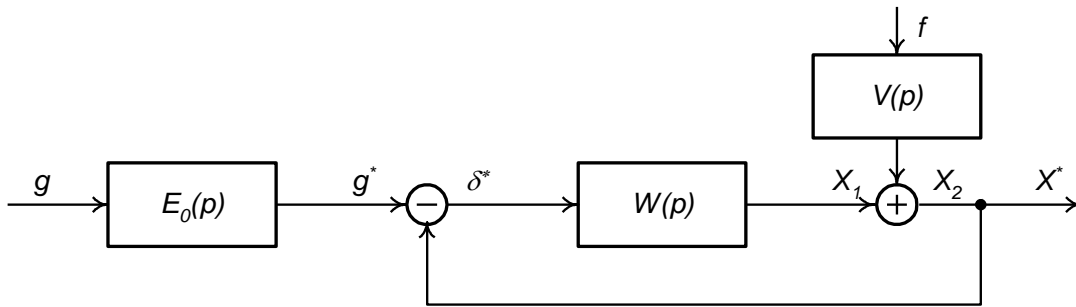 f
V(p)
g
E₀(p)
g*
−
δ*
W(p)
X₁
+
X₂
X*